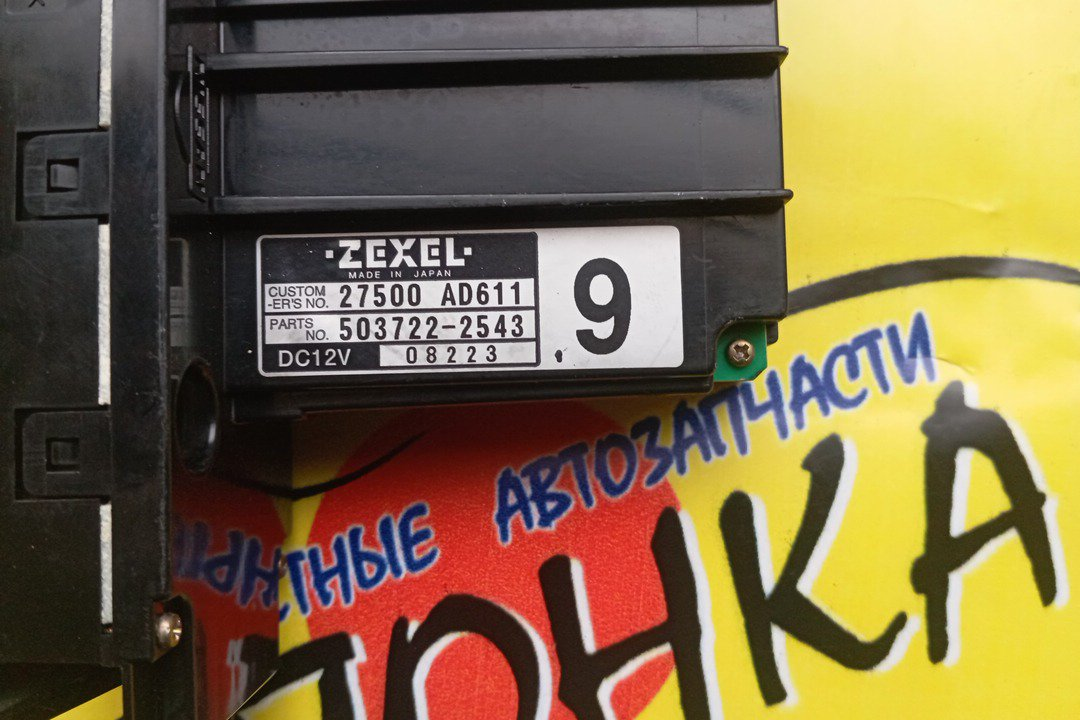 ·ZEXEL·
MADE IN JAPAN
CUSTOM
-ER'S NO. 27500 AD611
PARTS
NO. 503722-2543
DC12V 08223
9
АВТОЗАПЧАСТИ